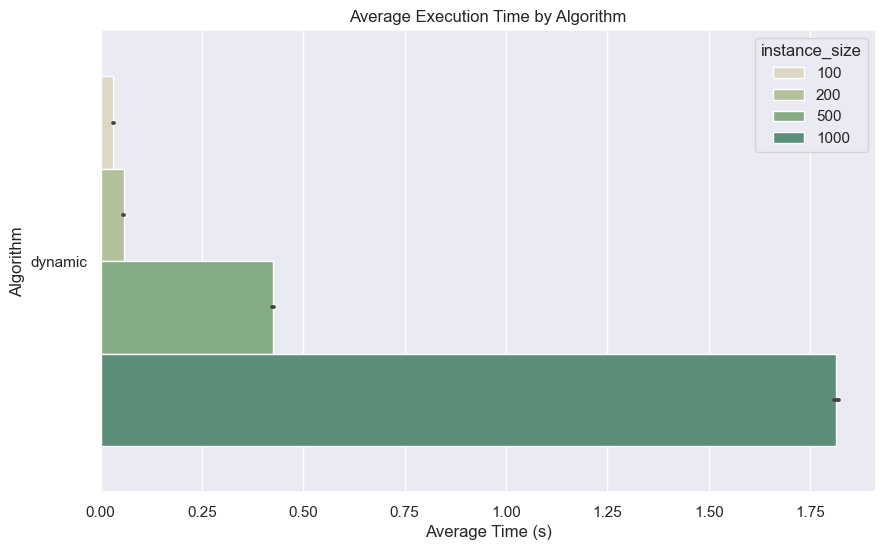 Average Execution Time by Algorithm
instance_size
100
200
500
1000
Algorithm
dynamic
0.00 0.25 0.50 0.75 1.00 1.25 1.50 1.75
Average Time (s)